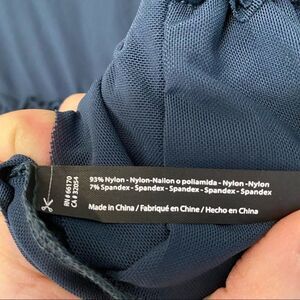 RN #66170
CA # 32054
93% Nylon - Nylon-Nailon o poliamida - Nylon - Nylon
7% Spandex - Spandex - Spandex - Spandex - Spandex
Made in China / Fabriqué en Chine / Hecho en China